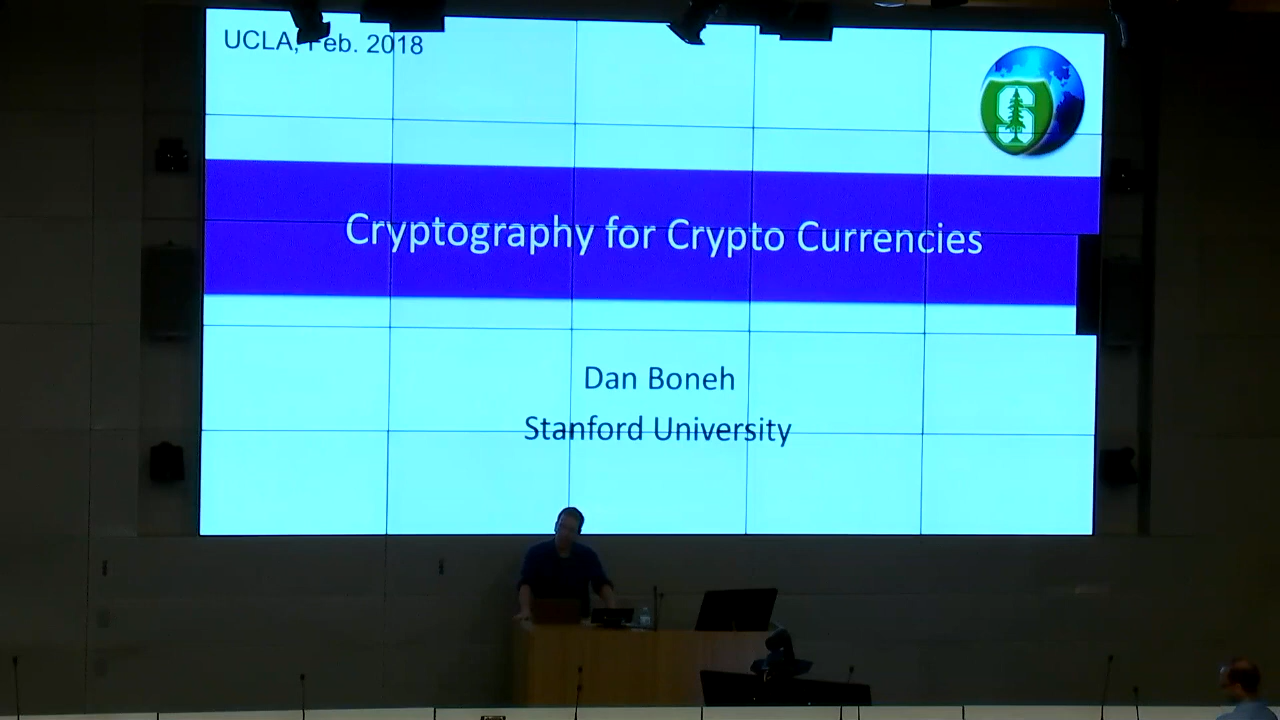 UCLA, Feb. 2018
S
Cryptography for Crypto Currencies
Dan Boneh
Stanford University